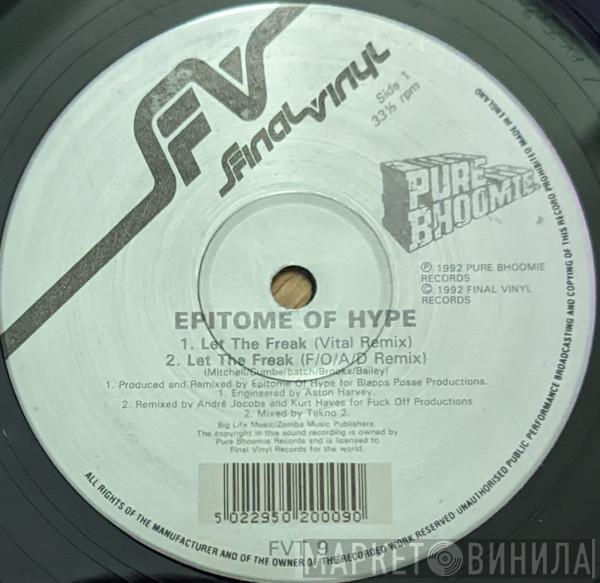 FV
Finalvinyl
Side 1
33⅓ rpm
PURE
BHOOMIE
Ⓟ 1992 PURE BHOOMIE
RECORDS
© 1992 FINAL VINYL
RECORDS
EPITOME OF HYPE
1. Let The Freak (Vital Remix)
2. Let The Freak (F/O/A/D Remix)
(Mitchell/Cumbelbatch/Brooks/Bailey)
1. Produced and Remixed by Epitome Of Hype for Blapps Posse Productions.
1. Engineered by Aston Harvey.
2. Remixed by André Jocobs and Kurt Hayes for Fuck Off Productions
2. Mixed by Tekno 2.
Big Life Music/Zomba Music Publishers.
The copyright in this sound recording is owned by
Pure Bhoomie Records and is licensed to
Final Vinyl Records for the world.
5 022950 200090
FVT 9
ALL RIGHTS OF THE MANUFACTURER AND OF THE OWNER OF THE RECORDED WORK RESERVED·UNAUTHORISED PUBLIC PERFORMANCE BROADCASTING AND COPYING OF THIS RECORD PROHIBITED MADE IN ENGLAND
МАРКЕТ ВИНИЛА